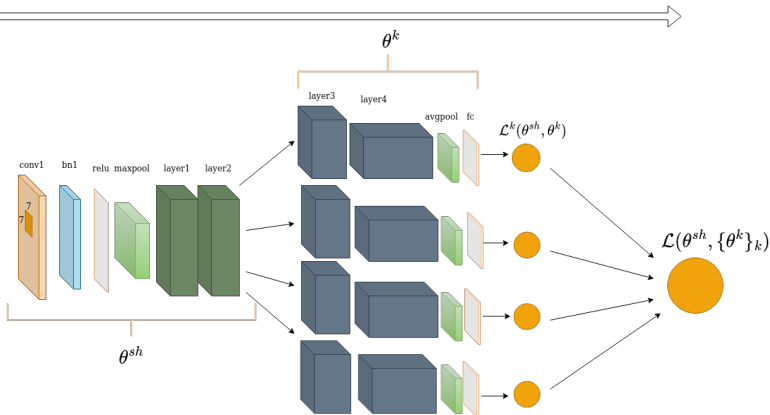 θ^k
layer3
layer4
avgpool
fc
ℒ^k(θ^{sh}, θ^k)
conv1
bn1
relu
maxpool
layer1
layer2
7
7
ℒ(θ^{sh}, {θ^k}_k)
θ^{sh}